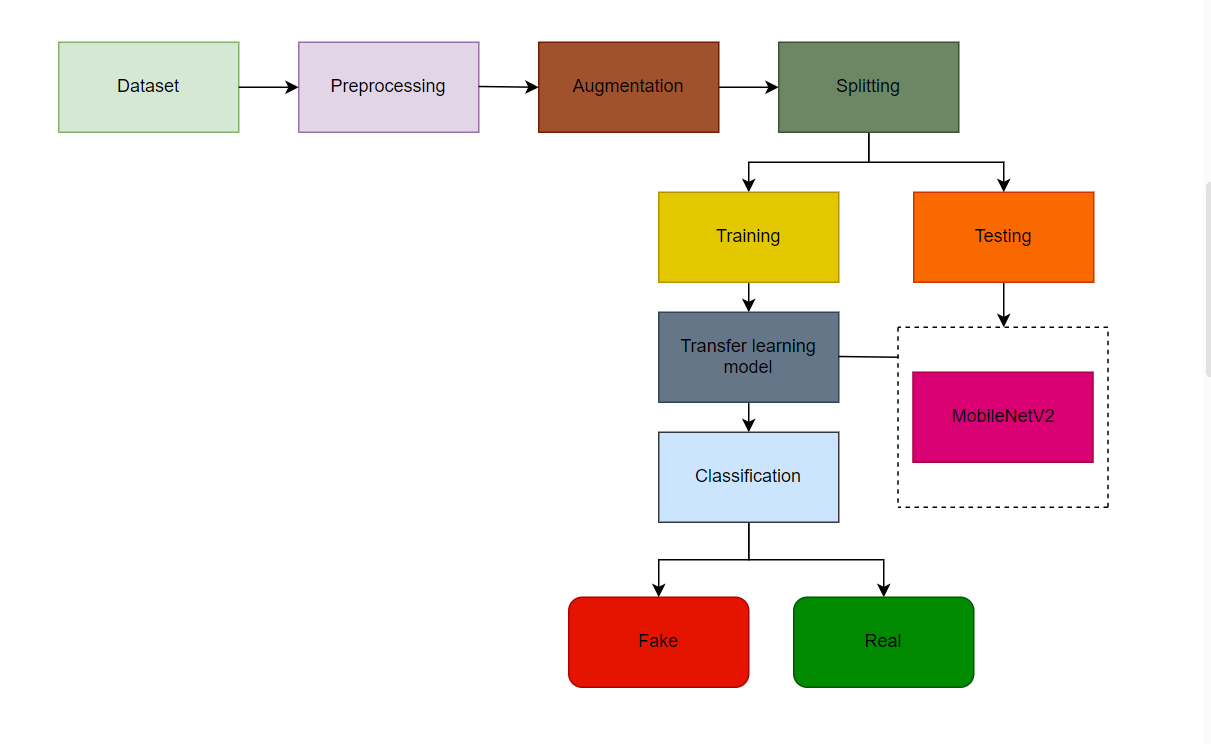 Dataset
Preprocessing
Augmentation
Splitting
Training
Testing
Transfer learning
model
MobileNetV2
Classification
Fake
Real